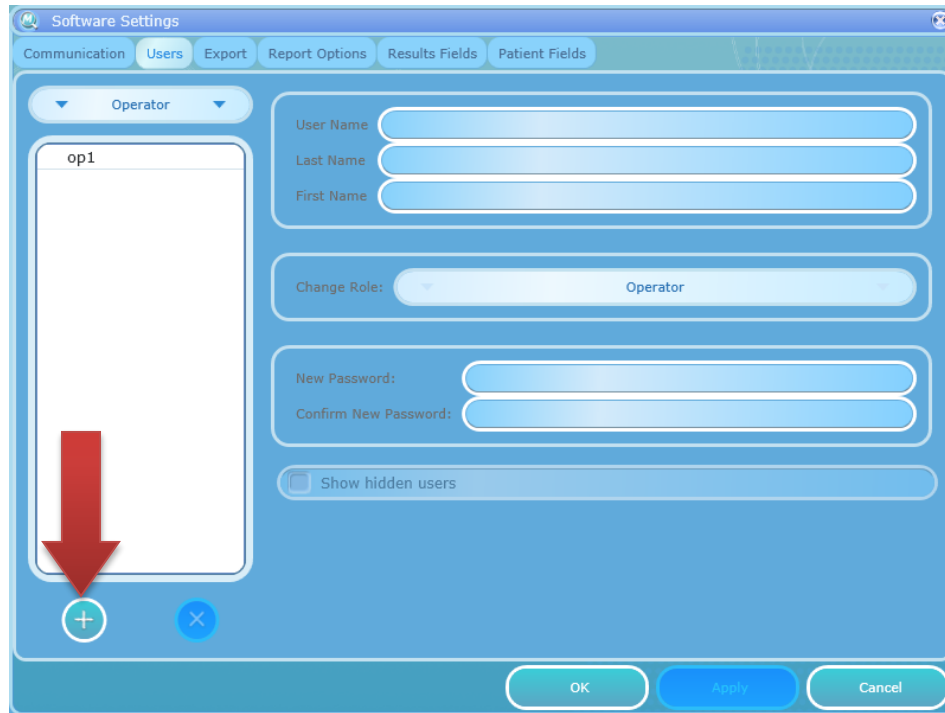 Software Settings
Communication Users Export Report Options Results Fields Patient Fields
Operator
op1
User Name
Last Name
First Name
Change Role: Operator
New Password:
Confirm New Password:
Show hidden users
OK Apply Cancel